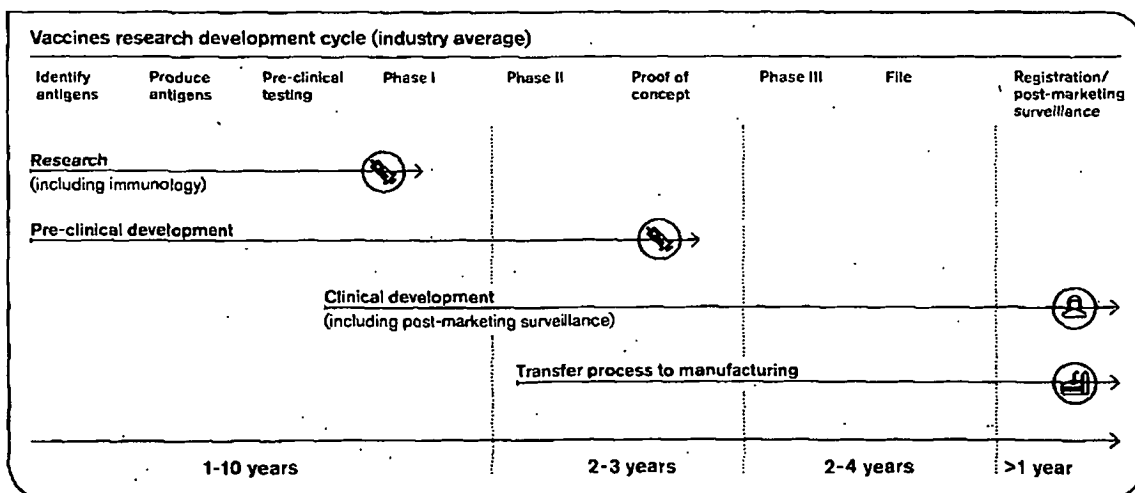 Vaccines research development cycle (industry average)
Identify antigens
Produce antigens
Pre-clinical testing
Phase I
Phase II
Proof of concept
Phase III
File
Registration/ post-marketing surveillance
Research
(including immunology)
Pre-clinical development
Clinical development
(including post-marketing surveillance)
Transfer process to manufacturing
1-10 years
2-3 years
2-4 years
>1 year